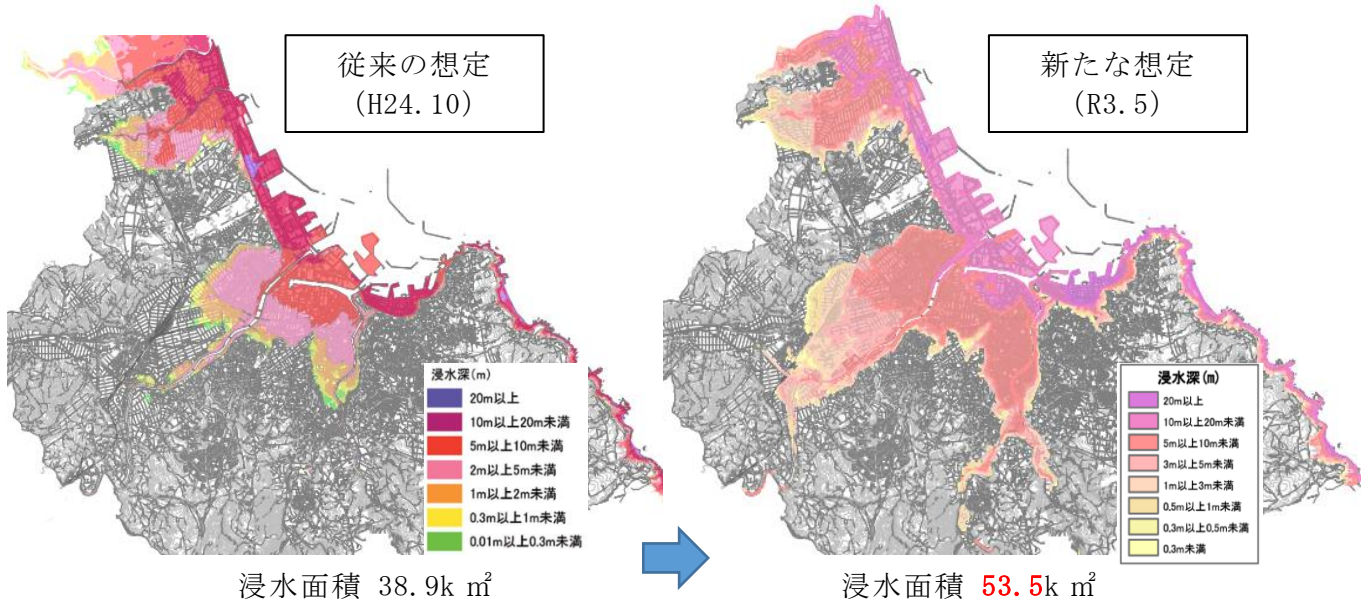 従来の想定
(H24.10)
新たな想定
(R3.5)
浸水深(m)
20m以上
10m以上20m未満
5m以上10m未満
2m以上5m未満
1m以上2m未満
0.3m以上1m未満
0.01m以上0.3m未満
浸水深(m)
20m以上
10m以上20m未満
5m以上10m未満
3m以上5m未満
1m以上3m未満
0.5m以上1m未満
0.3m以上0.5m未満
0.3m未満
浸水面積 38.9k㎡
浸水面積 53.5k㎡